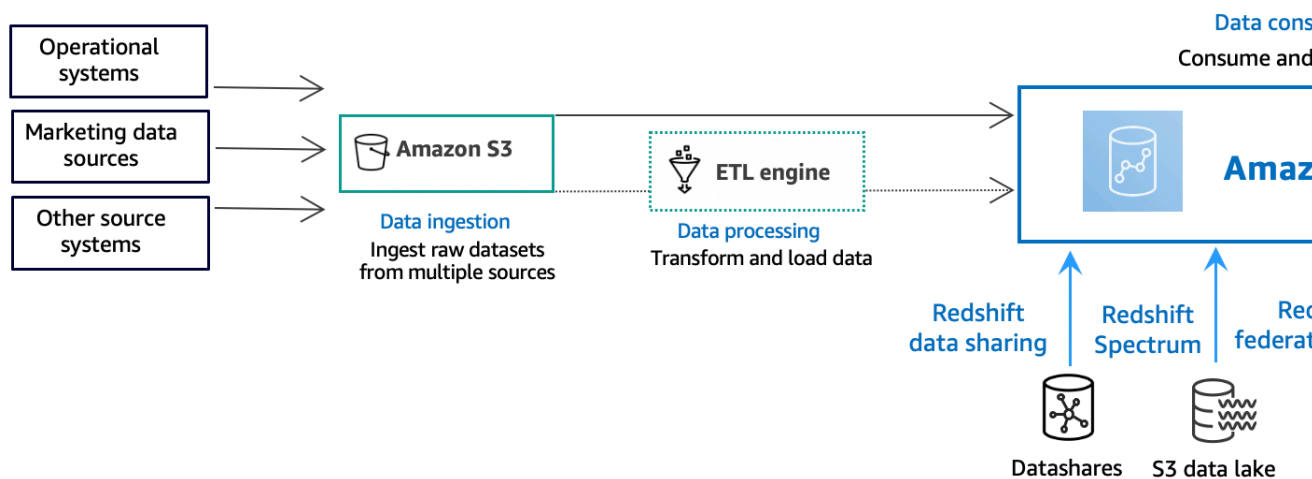 Operational
systems
Marketing data
sources
Other source
systems
Amazon S3
Data ingestion
Ingest raw datasets
from multiple sources
ETL engine
Data processing
Transform and load data
Data cons
Consume and
Amaz
Redshift
data sharing
Redshift
Spectrum
Rec
federat
Datashares
S3 data lake